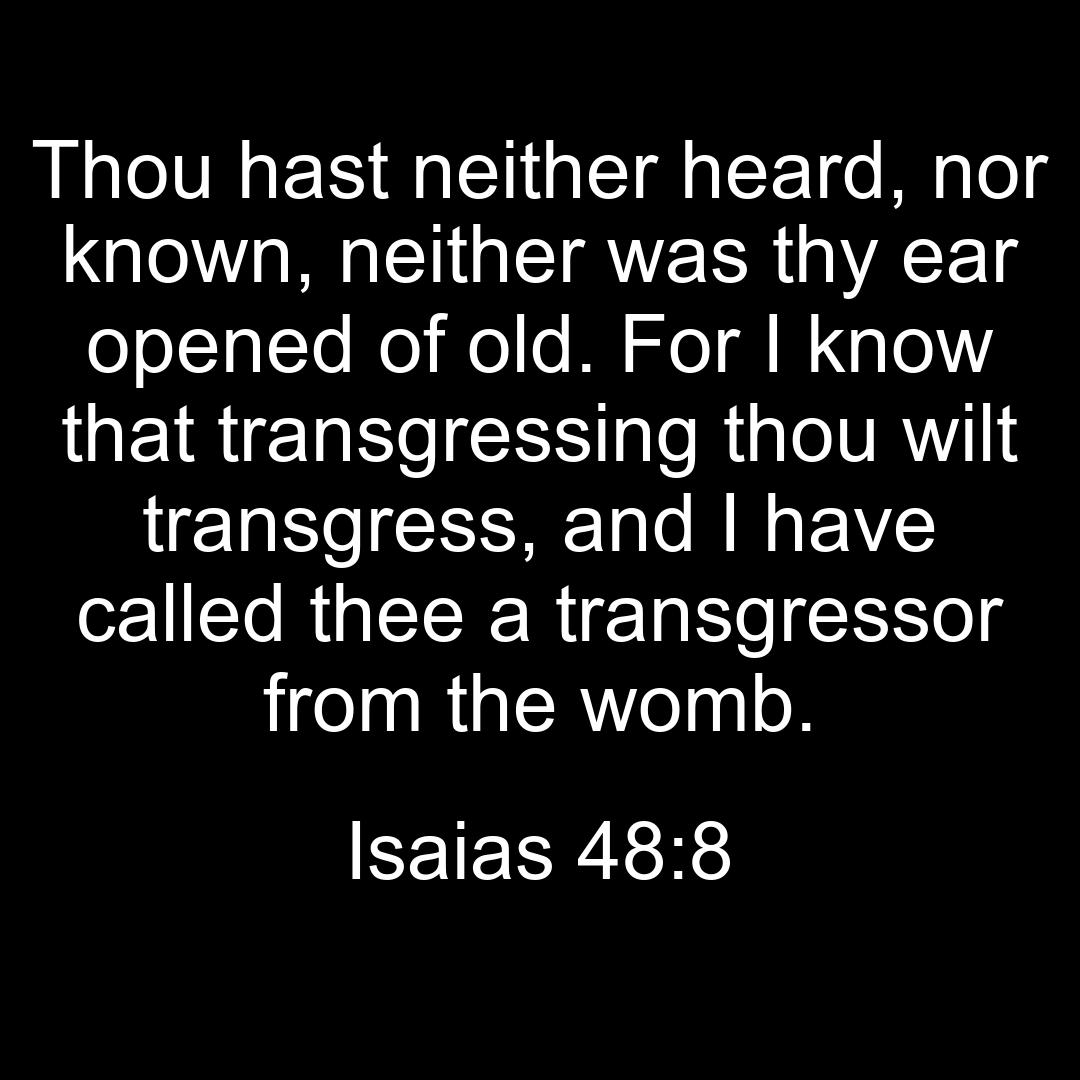 Thou hast neither heard, nor
known, neither was thy ear
opened of old. For I know
that transgressing thou wilt
transgress, and I have
called thee a transgressor
from the womb.
Isaias 48:8